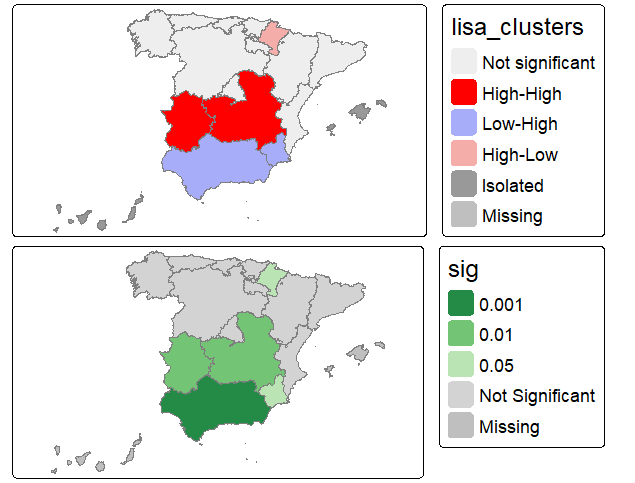 lisa_clusters
Not significant
High-High
Low-High
High-Low
Isolated
Missing
sig
0.001
0.01
0.05
Not Significant
Missing